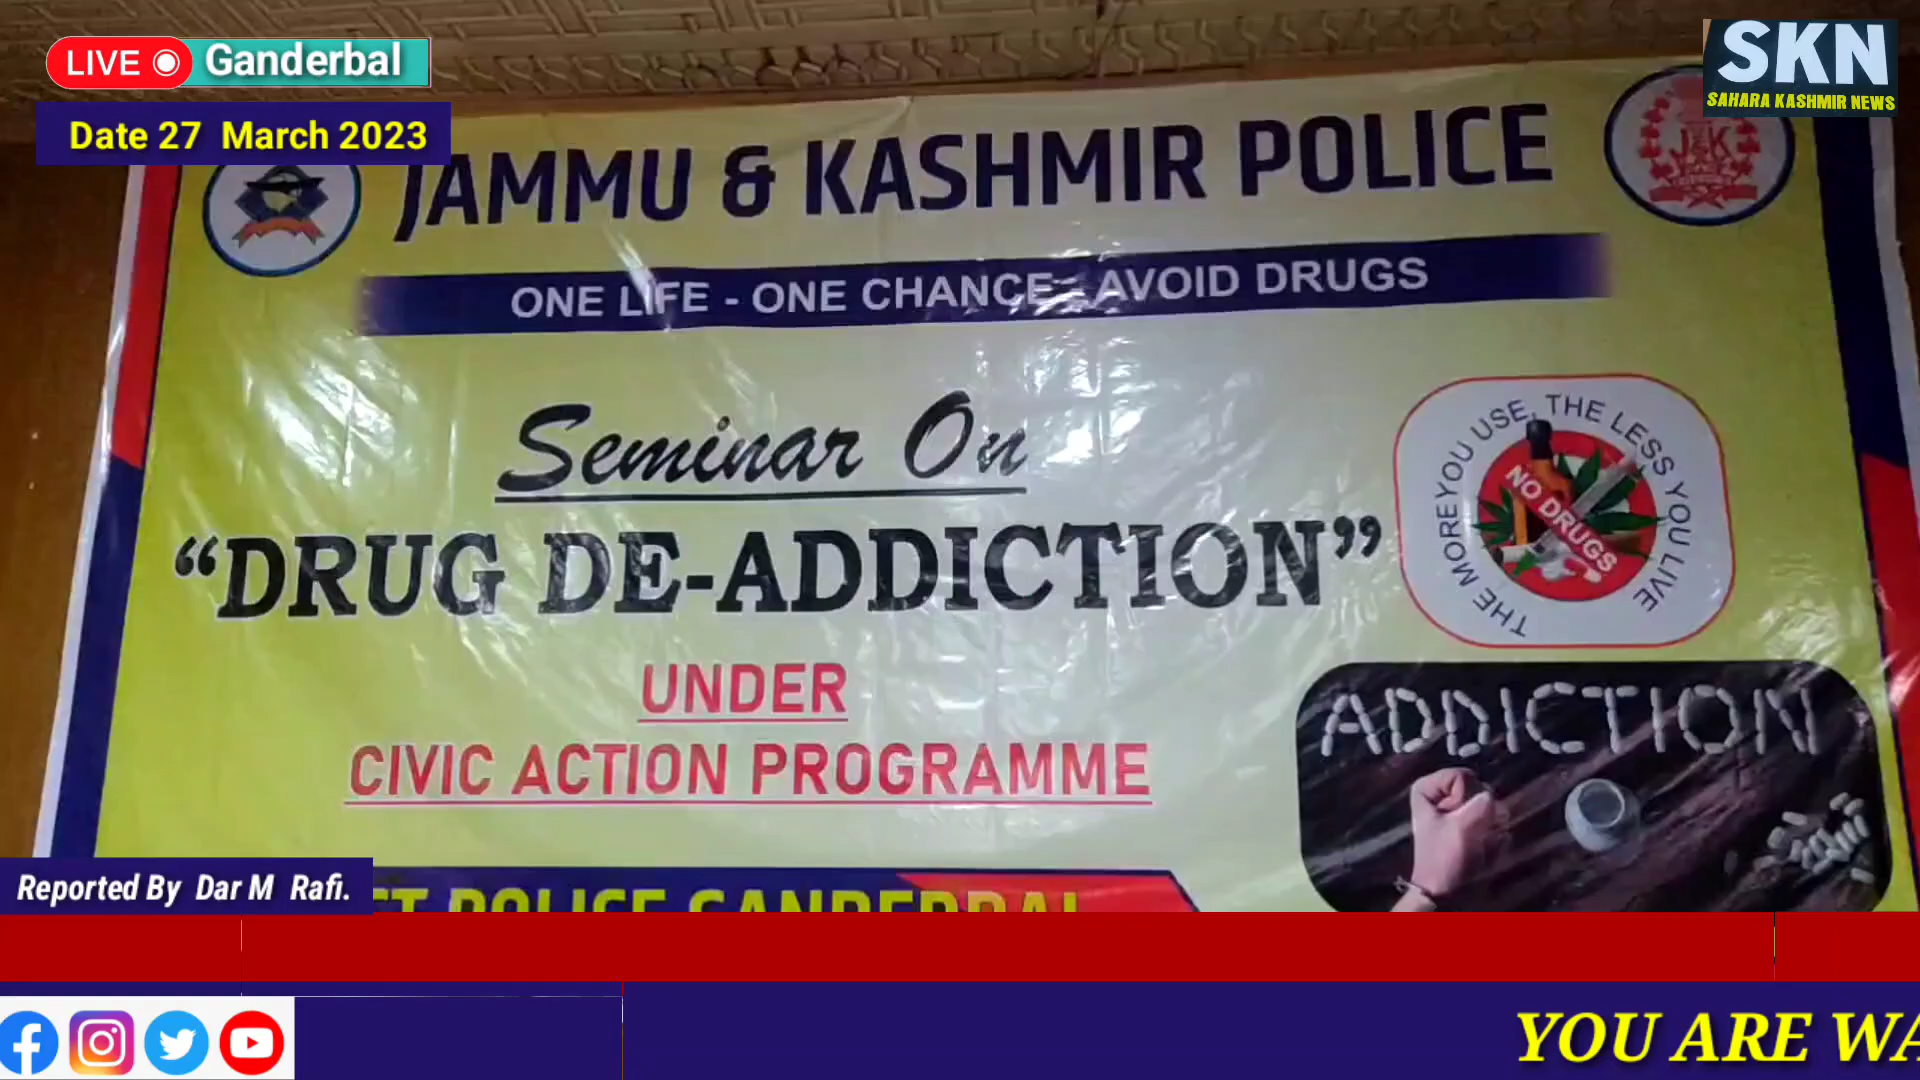 LIVE
Ganderbal
SKN
SAHARA KASHMIR NEWS
Date 27 March 2023
JAMMU & KASHMIR POLICE
J&K
ONE LIFE - ONE CHANCE - AVOID DRUGS
Seminar On
"DRUG DE-ADDICTION"
THE MORE YOU USE, THE LESS YOU LIVE
NO DRUGS
UNDER
CIVIC ACTION PROGRAMME
ADDICTION
Reported By Dar M Rafi.
POLICE GANDERBAL
YOU ARE